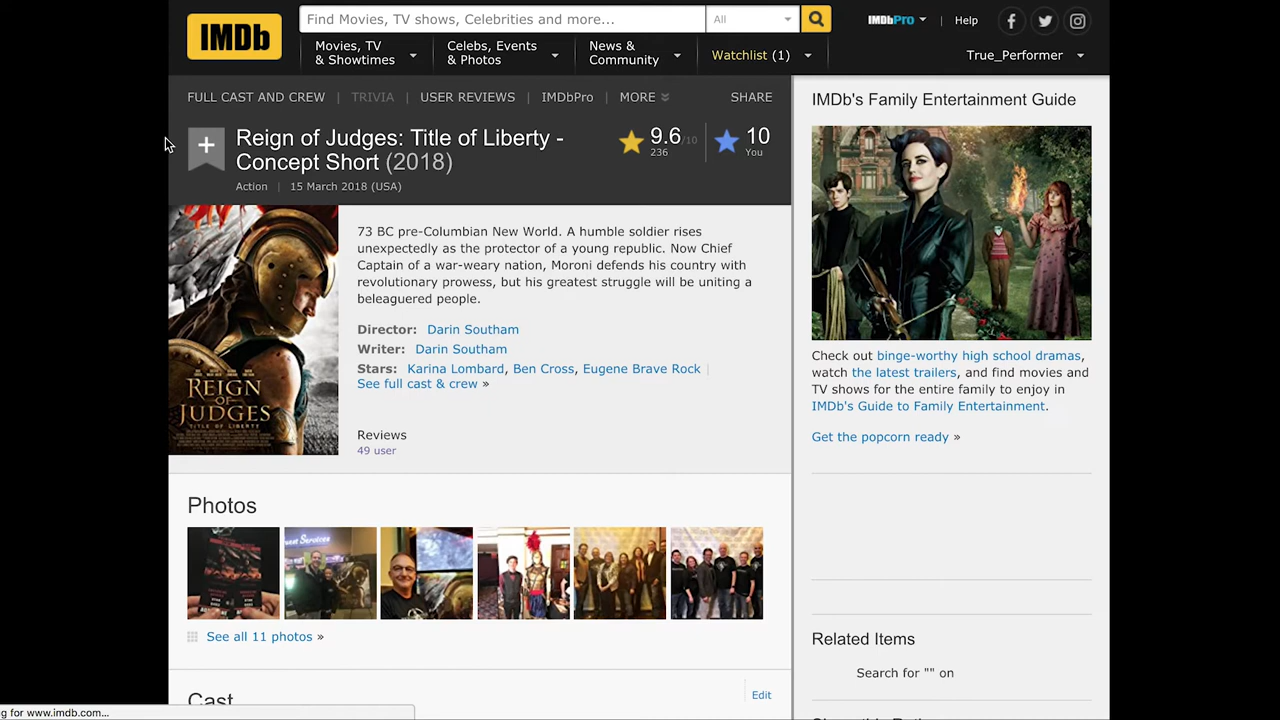 IMDb
Find Movies, TV shows, Celebrities and more...
All
IMDbPro
Help
Movies, TV
& Showtimes
Celebs, Events
& Photos
News &
Community
Watchlist (1)
True_Performer
FULL CAST AND CREW | TRIVIA | USER REVIEWS | IMDbPro | MORE
SHARE
+ Reign of Judges: Title of Liberty -
Concept Short (2018)
Action | 15 March 2018 (USA)
9.6/10
236
10
You
REIGN
OF
JUDGES
TITLE OF LIBERTY
73 BC pre-Columbian New World. A humble soldier rises
unexpectedly as the protector of a young republic. Now Chief
Captain of a war-weary nation, Moroni defends his country with
revolutionary prowess, but his greatest struggle will be uniting a
beleaguered people.
Director: Darin Southam
Writer: Darin Southam
Stars: Karina Lombard, Ben Cross, Eugene Brave Rock |
See full cast & crew »
Reviews
49 user
Photos
See all 11 photos »
Cast
Edit
IMDb's Family Entertainment Guide
Check out binge-worthy high school dramas,
watch the latest trailers, and find movies and
TV shows for the entire family to enjoy in
IMDb's Guide to Family Entertainment.
Get the popcorn ready »
Related Items
Search for "" on
g for www.imdb.com...